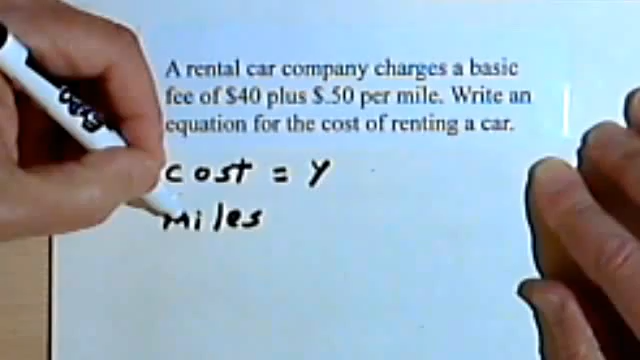 A rental car company charges a basic
fee of $40 plus $.50 per mile. Write an
equation for the cost of renting a car.
cost = y
miles
EXPO